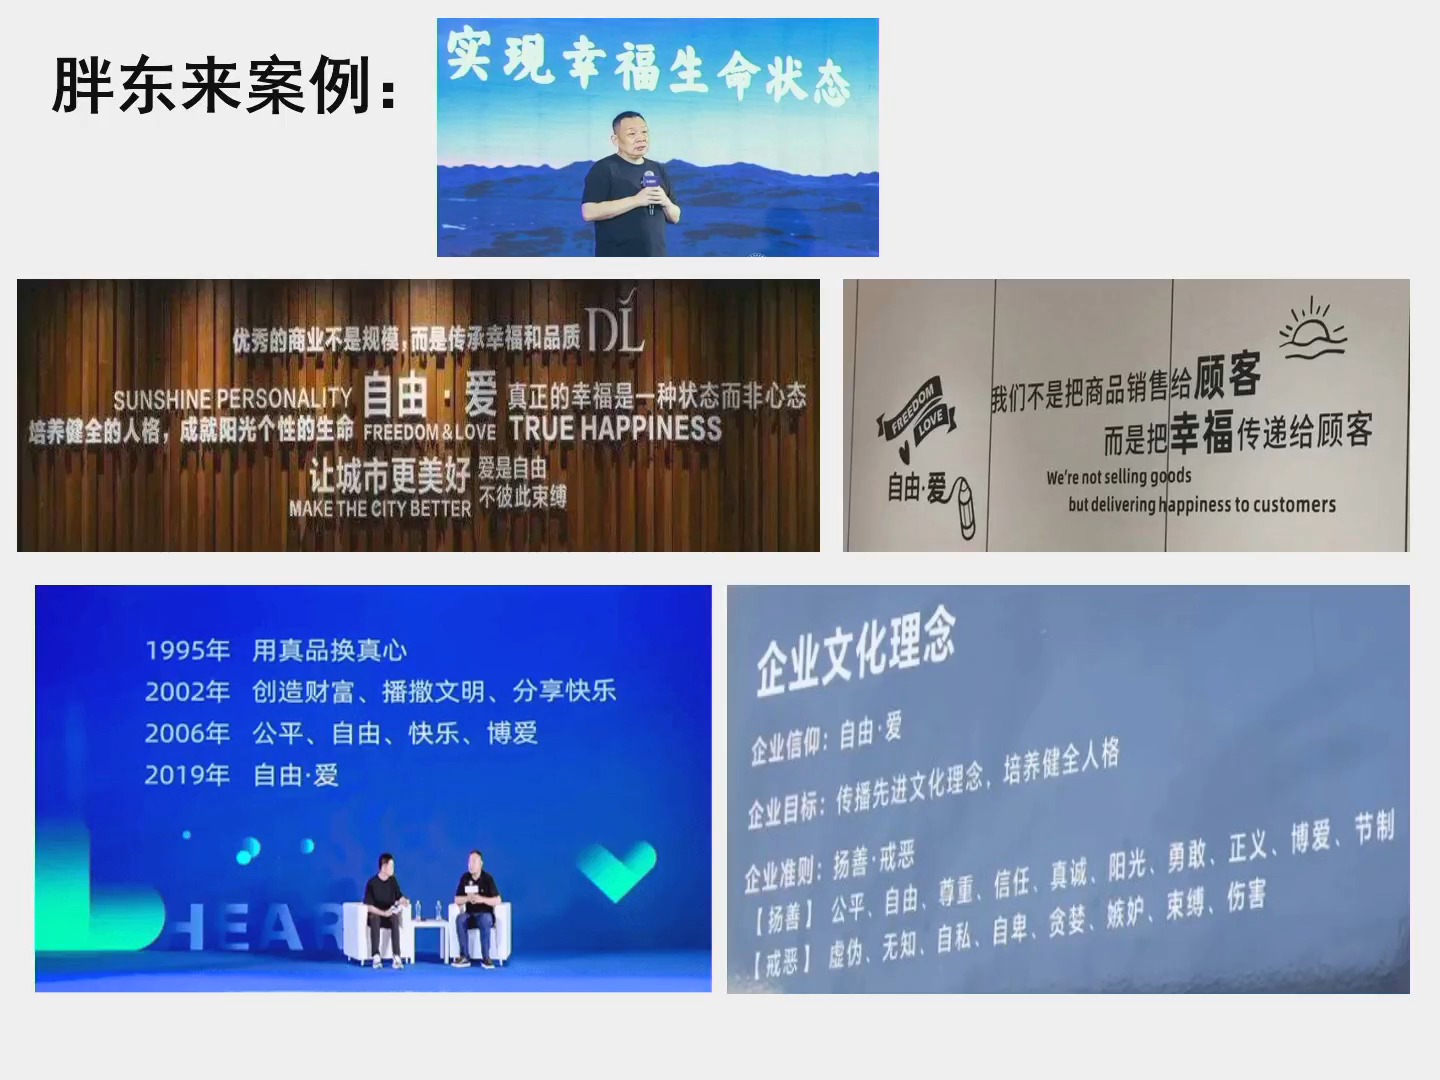 胖东来案例：
实现幸福生命状态
优秀的商业不是规模，而是传承幸福和品质 DL
SUNSHINE PERSONALITY 自由·爱 真正的幸福是一种状态而非心态
培养健全的人格，成就阳光个性的生命 FREEDOM & LOVE TRUE HAPPINESS
让城市更美好 爱是自由
MAKE THE CITY BETTER 不彼此束缚
FREEDOM
LOVE
自由·爱
我们不是把商品销售给顾客
而是把幸福传递给顾客
We're not selling goods
but delivering happiness to customers
1995年 用真品换真心
2002年 创造财富、播撒文明、分享快乐
2006年 公平、自由、快乐、博爱
2019年 自由·爱
HEAR
企业文化理念
企业信仰：自由·爱
企业目标：传播先进文化理念，培养健全人格
企业准则：扬善·戒恶
【扬善】 公平、自由、尊重、信任、真诚、阳光、勇敢、正义、博爱、节制
【戒恶】 虚伪、无知、自私、自卑、贪婪、嫉妒、束缚、伤害